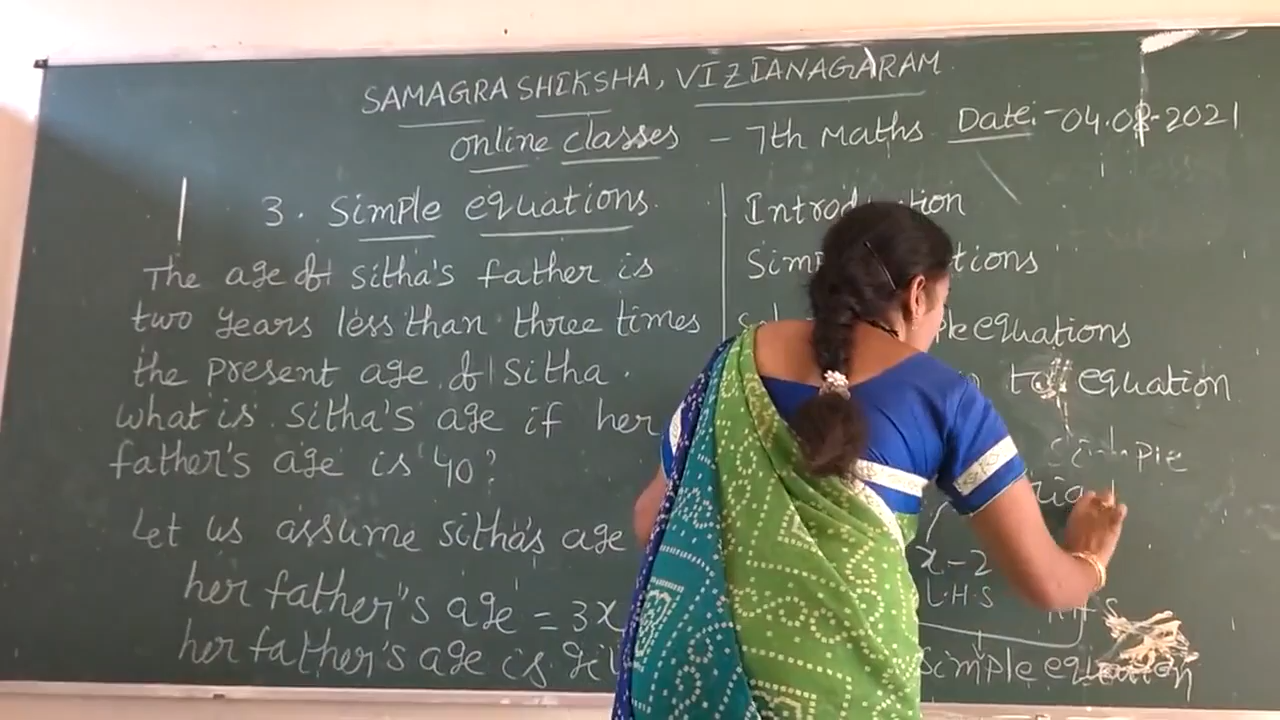 SAMAGRA SHIKSHA, VIZIANAGARAM
online classes - 7th Maths Date:-04.08-2021
3. Simple equations
The age of sitha's father is
two years less than three times
the present age of sitha.
what is sitha's age if her
father's age is 40?
Let us assume sitha's age
her father's age = 3x
her father's age is
Introduction
Simple equations
equations
equation
simple
x-2
L.H.S
simple equation